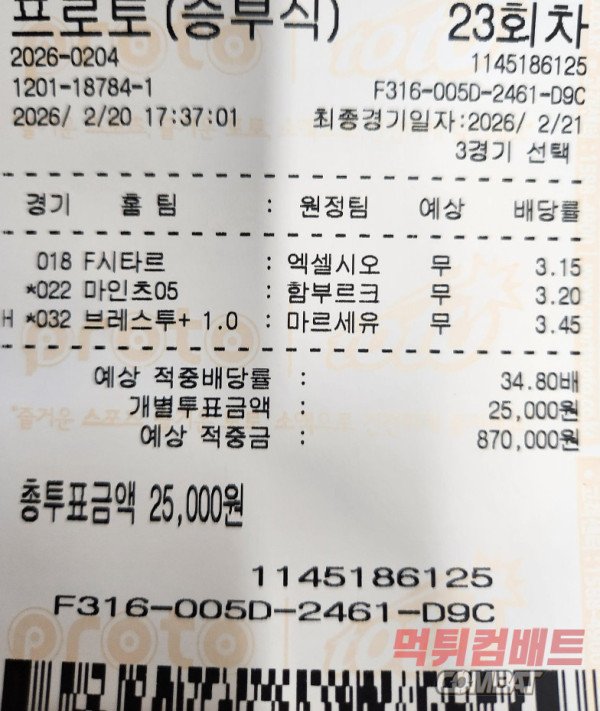 프로토(승부식) 23회차
2026-0204 1145186125
1201-18784-1 F316-005D-2461-D9C
2026/ 2/20 17:37:01 최종경기일자:2026/ 2/21
3경기 선택
경기 홈 팀 : 원정팀 예상 배당률
018 F시타르 : 엑셀시오 무 3.15
*022 마인츠05 : 함부르크 무 3.20
H *032 브레스투+ 1.0 : 마르세유 무 3.45
예상 적중배당률 : 34.80배
개별투표금액 : 25,000원
예상 적중금 : 870,000원
총투표금액 25,000원
1145186125
F316-005D-2461-D9C
proto
먹튀컴배트
COMBAT